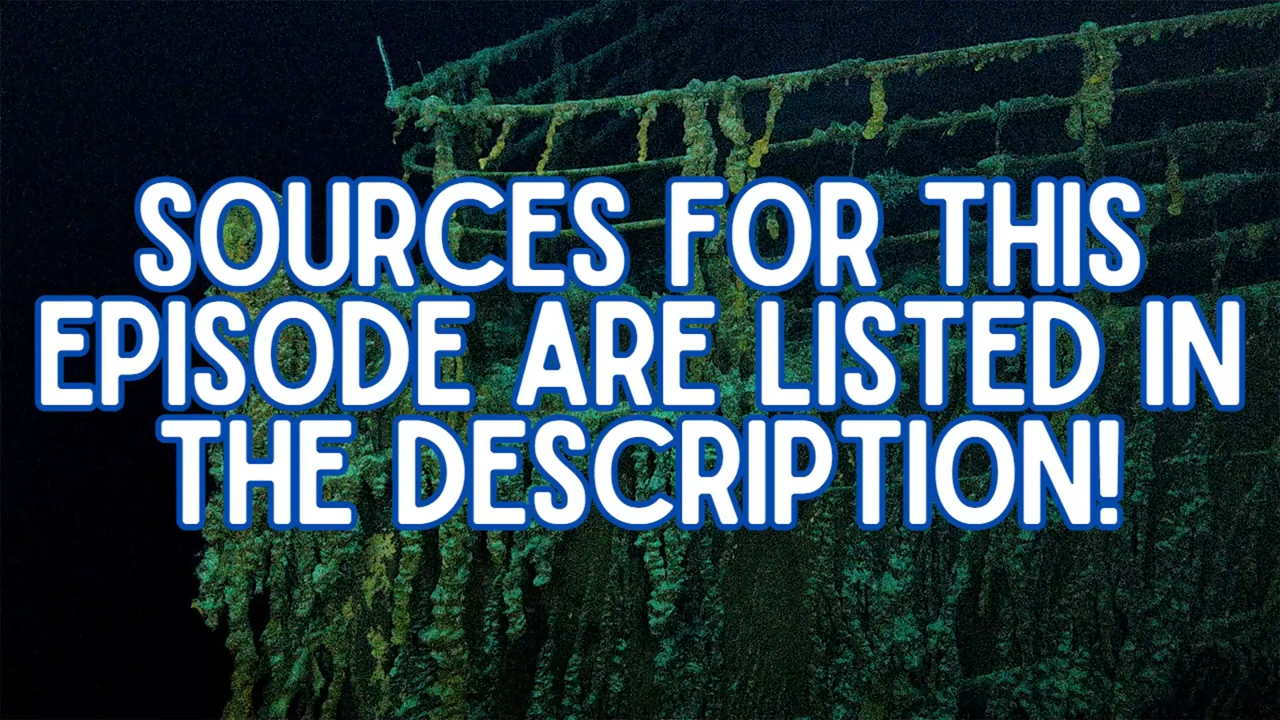 SOURCES FOR THIS
EPISODE ARE LISTED IN
THE DESCRIPTION!